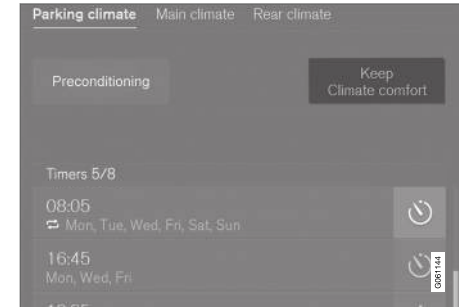 Parking climate Main climate Rear climate
Preconditioning
Keep
Climate comfort
Timers 5/8
08:05
Mon, Tue, Wed, Fri, Sat, Sun
16:45
Mon, Wed, Fri
G061144